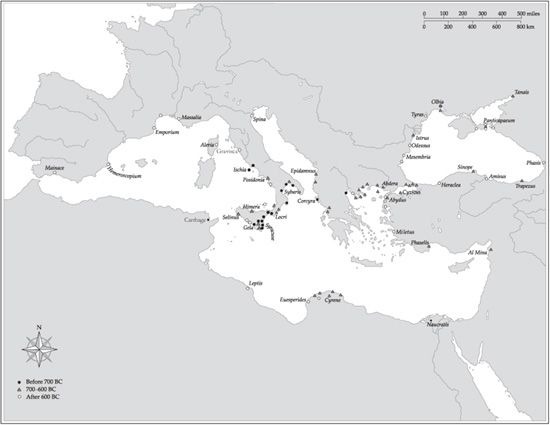 0 100 200 300 400 500 miles
0 200 400 600 800 km
Tanais
Olbia
Tyras
Panticapaeum
Massalia
Spina
Istrus
Emporium
Odessus
Aleria
Graviscae
Mesembria
Phasis
Sinope
Mainace
Hemeroscopium
Ischia
Epidamnus
Amisus
Posidonia
Abdera
Trapezus
Sybaris
Cyzicus
Heraclea
Corcyra
Abydus
Himera
Locri
Carthage
Selinus
Gela
Miletus
Phaselis
Al Mina
Leptis
Euesperides
Cyrene
Naucratis
N
Before 700 BC
700–600 BC
After 600 BC